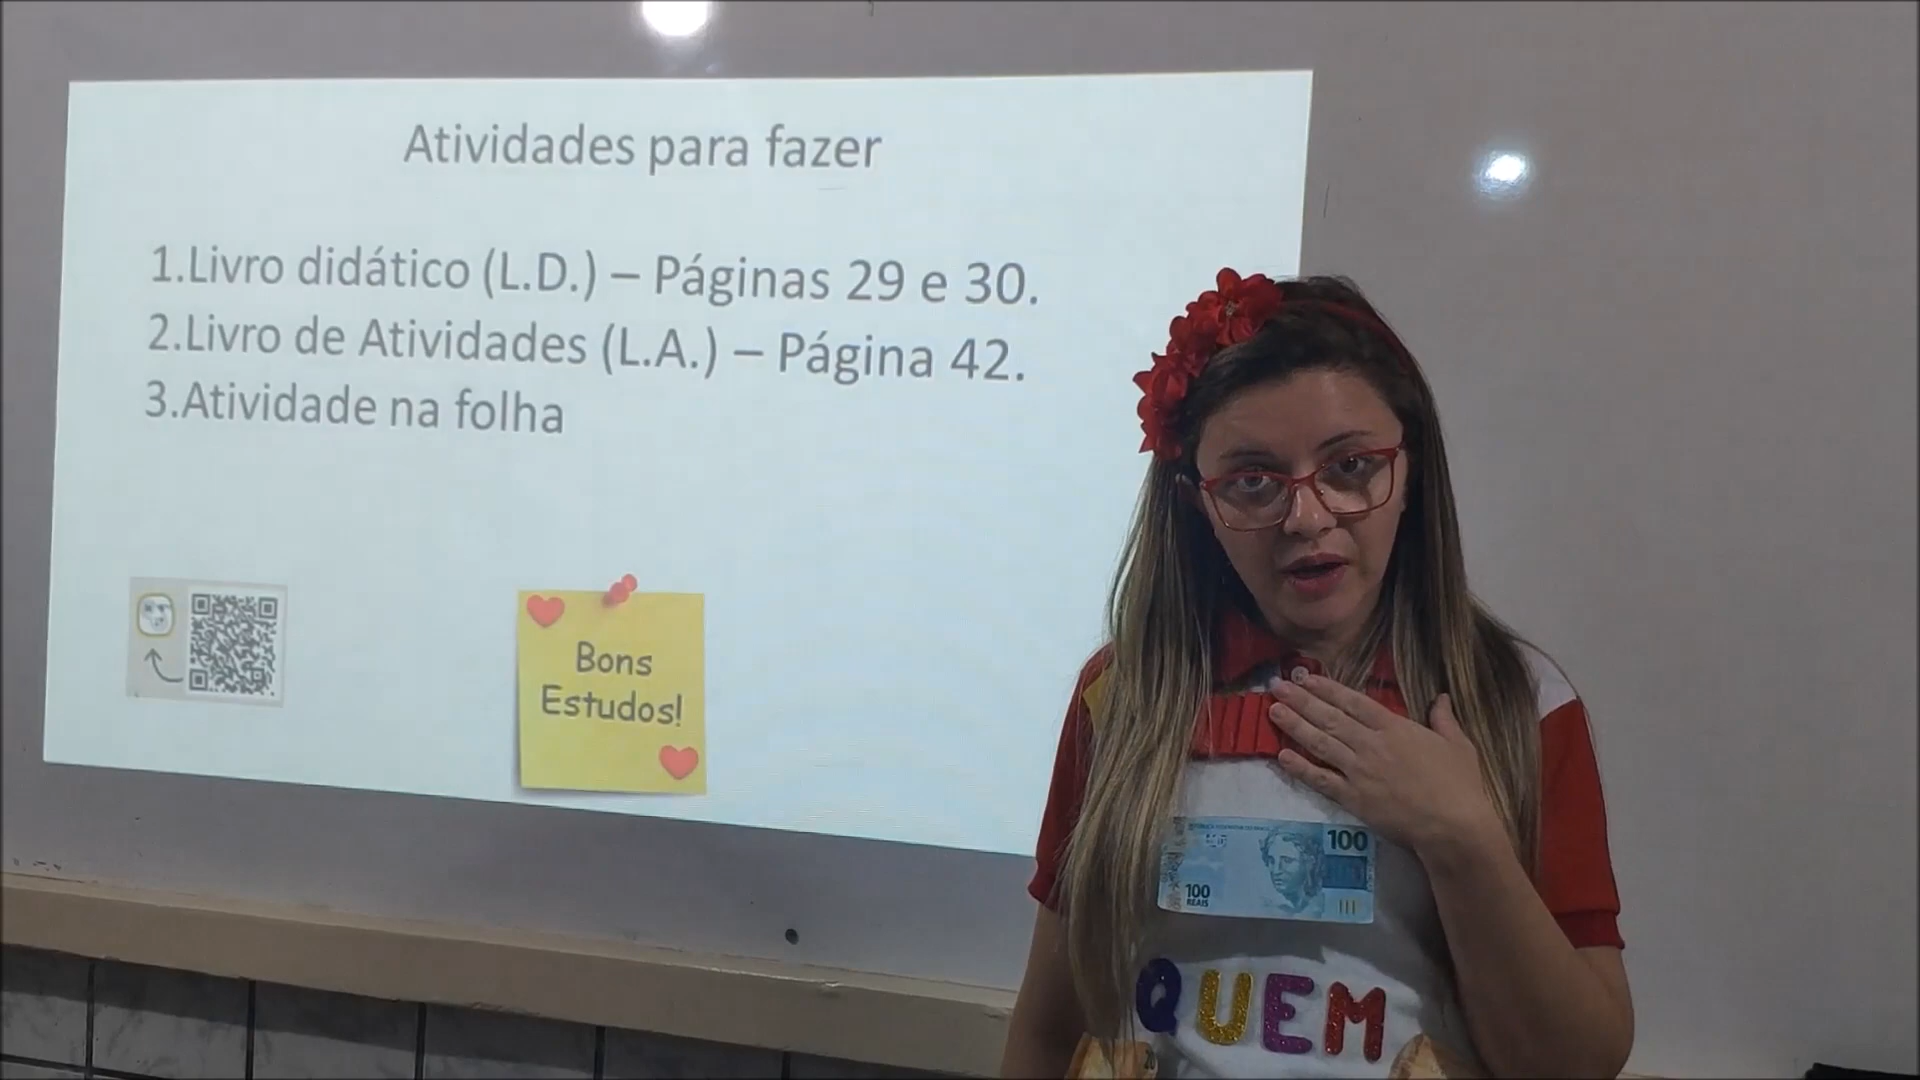 Atividades para fazer
1.Livro didático (L.D.) – Páginas 29 e 30.
2.Livro de Atividades (L.A.) – Página 42.
3.Atividade na folha
Bons
Estudos!
100
100
REAIS
QUEM